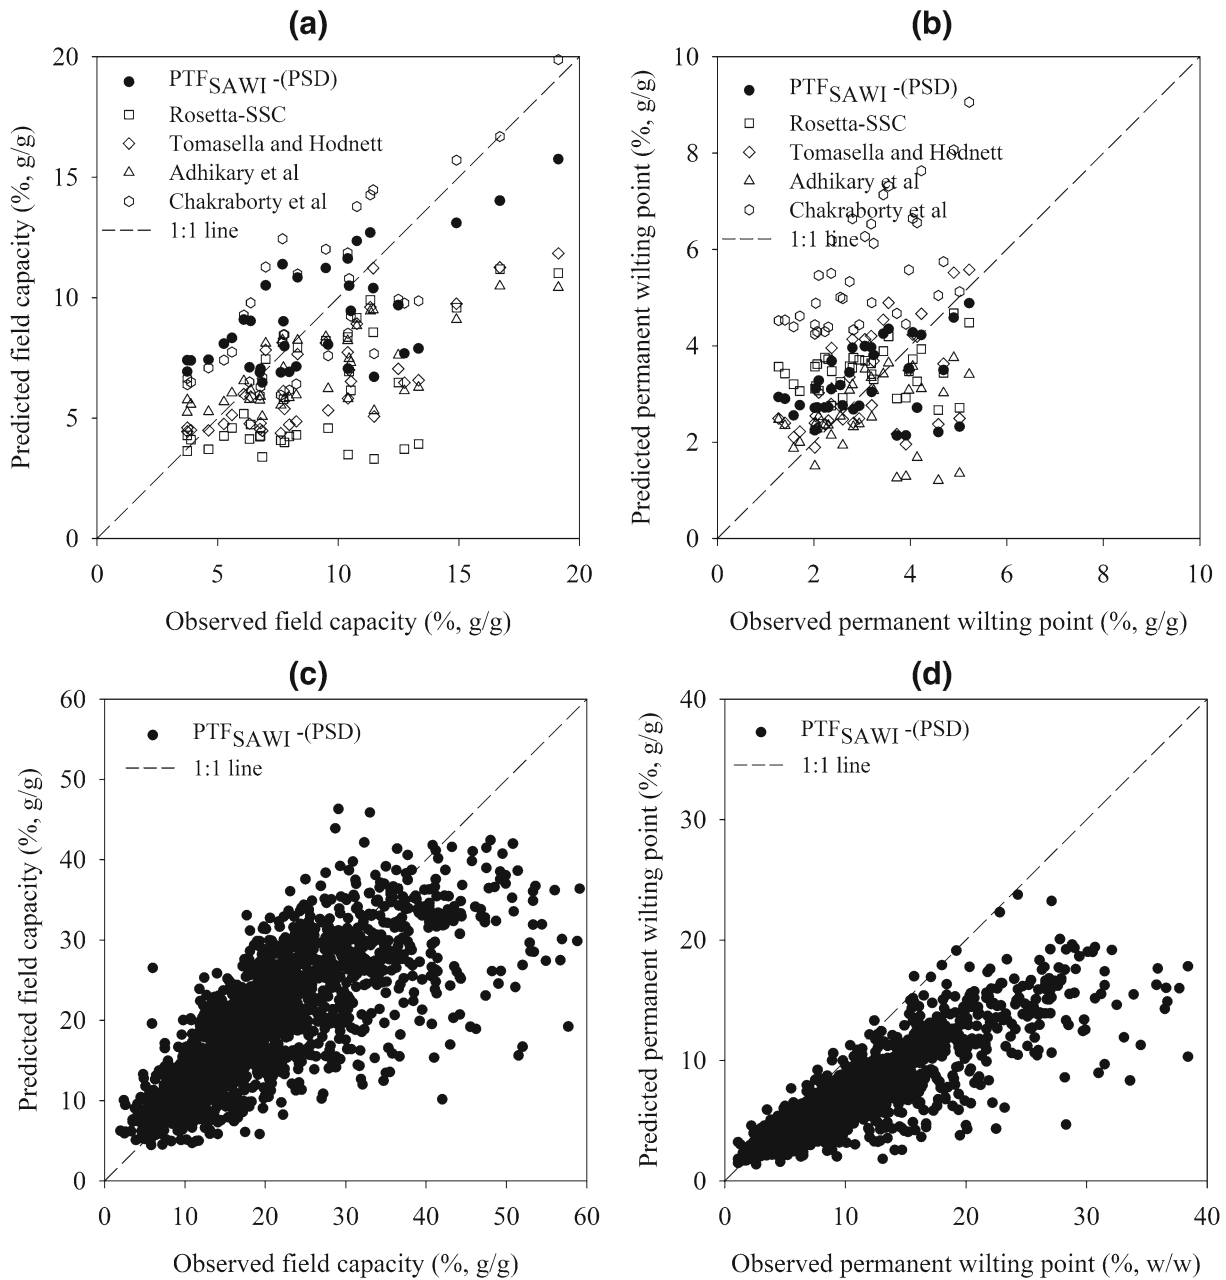 (a)
20
15
10
5
0
Predicted field capacity (%, g/g)
PTFSAWI -(PSD)
Rosetta-SSC
Tomasella and Hodnett
Adhikary et al
Chakraborty et al
1:1 line
0 5 10 15 20
Observed field capacity (%, g/g)
(b)
10
8
6
4
2
0
Predicted permanent wilting point (%, g/g)
PTFSAWI -(PSD)
Rosetta-SSC
Tomasella and Hodnett
Adhikary et al
Chakraborty et al
1:1 line
0 2 4 6 8 10
Observed permanent wilting point (%, g/g)
(c)
60
50
40
30
20
10
0
Predicted field capacity (%, g/g)
PTFSAWI -(PSD)
1:1 line
0 10 20 30 40 50 60
Observed field capacity (%, g/g)
(d)
40
30
20
10
0
Predicted permanent wilting point (%, g/g)
PTFSAWI -(PSD)
1:1 line
0 10 20 30 40
Observed permanent wilting point (%, w/w)